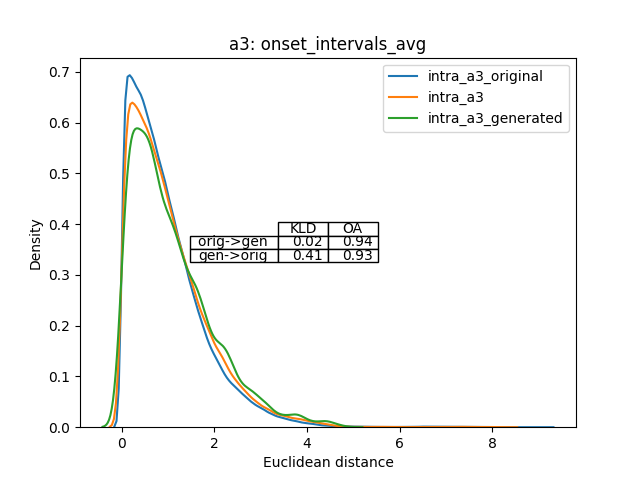 a3: onset_intervals_avg
0.7
0.6
0.5
0.4
0.3
0.2
0.1
0.0
Density
intra_a3_original
intra_a3
intra_a3_generated
KLD OA
orig->gen 0.02 0.94
gen->orig 0.41 0.93
0 2 4 6 8
Euclidean distance